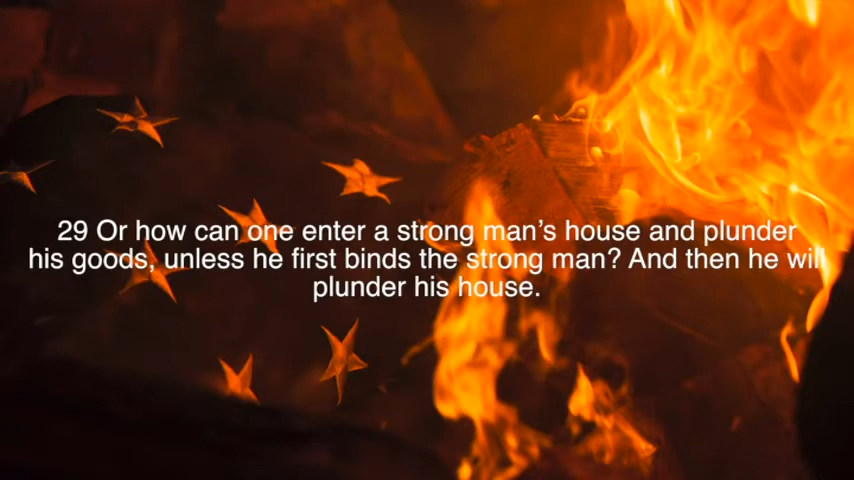 29 Or how can one enter a strong man’s house and plunder
his goods, unless he first binds the strong man? And then he will
plunder his house.